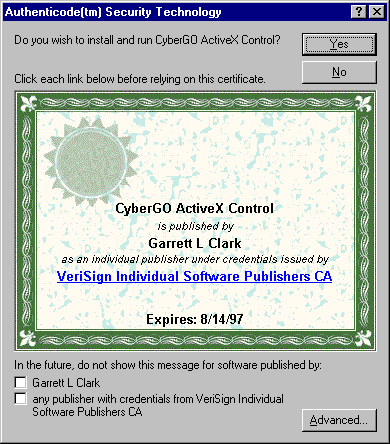 Authenticode(tm) Security Technology
Do you wish to install and run CyberGO ActiveX Control?
Yes
No
Click each link below before relying on this certificate.
CyberGO ActiveX Control
is published by
Garrett L Clark
as an individual publisher under credentials issued by
VeriSign Individual Software Publishers CA
Expires: 8/14/97
In the future, do not show this message for software published by:
Garrett L Clark
any publisher with credentials from VeriSign Individual
Software Publishers CA
Advanced...